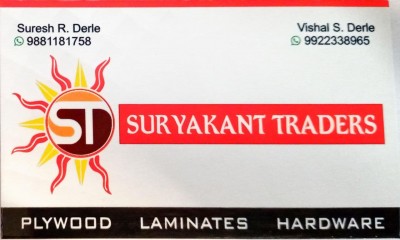 Suresh R. Derle
9881181758
Vishal S. Derle
9922338965
ST
SURYAKANT TRADERS
PLYWOOD LAMINATES HARDWARE